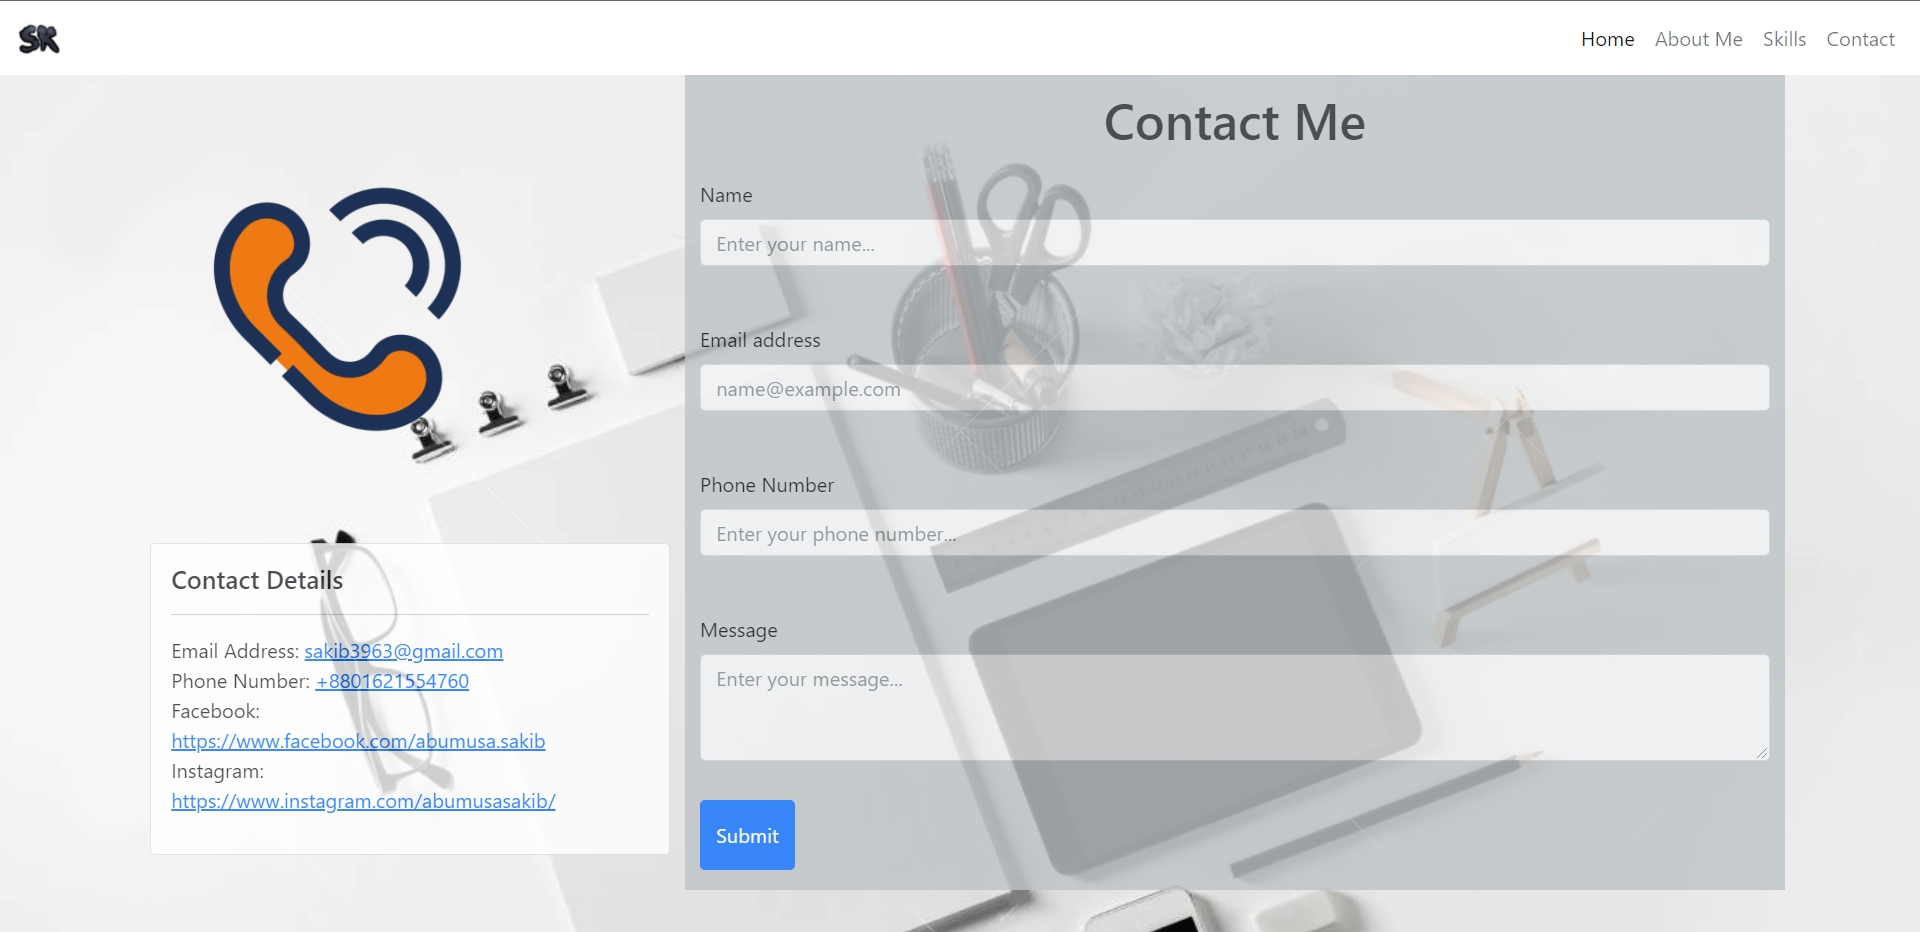 SK
Home About Me Skills Contact
Contact Me
Name
Enter your name...
Email address
name@example.com
Phone Number
Enter your phone number...
Message
Enter your message...
Submit
Contact Details
Email Address: sakib3963@gmail.com
Phone Number: +8801621554760
Facebook:
https://www.facebook.com/abumusa.sakib
Instagram:
https://www.instagram.com/abumusasakib/